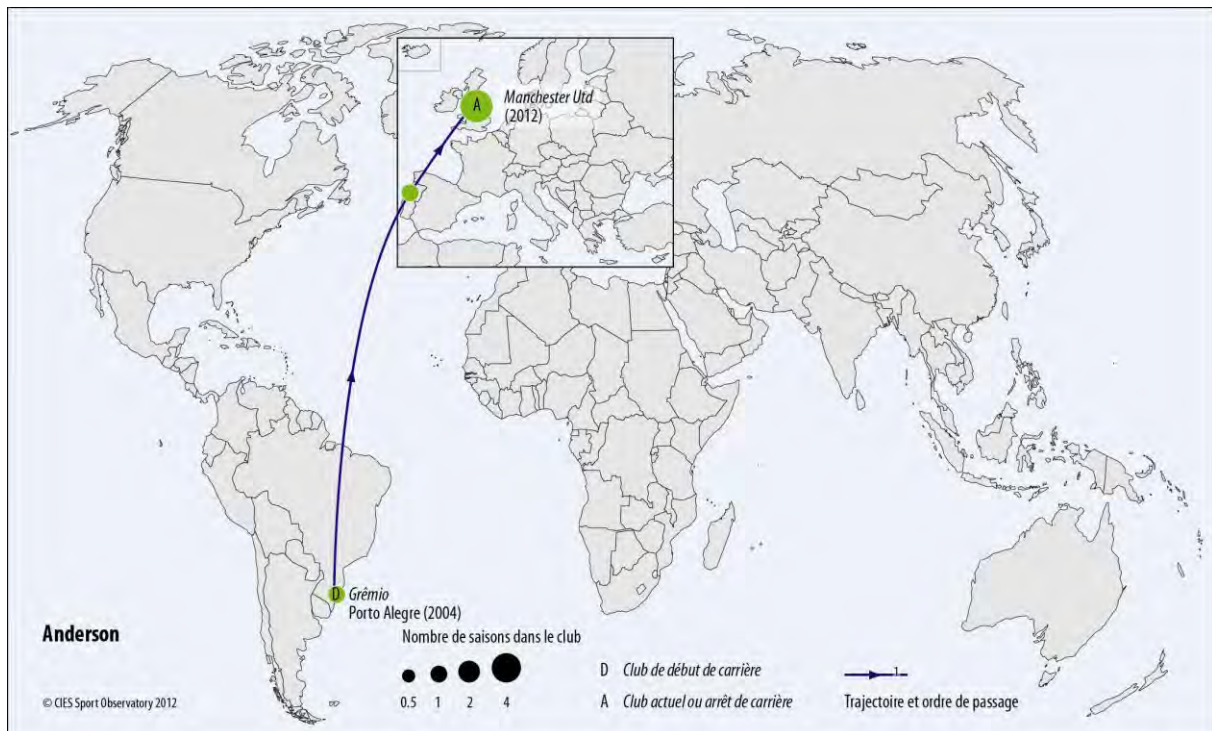 A
Manchester Utd
(2012)
D
Grêmio
Porto Alegre (2004)
Anderson
Nombre de saisons dans le club
0.5 1 2 4
D Club de début de carrière
A Club actuel ou arrêt de carrière
1
Trajectoire et ordre de passage
© CIES Sport Observatory 2012